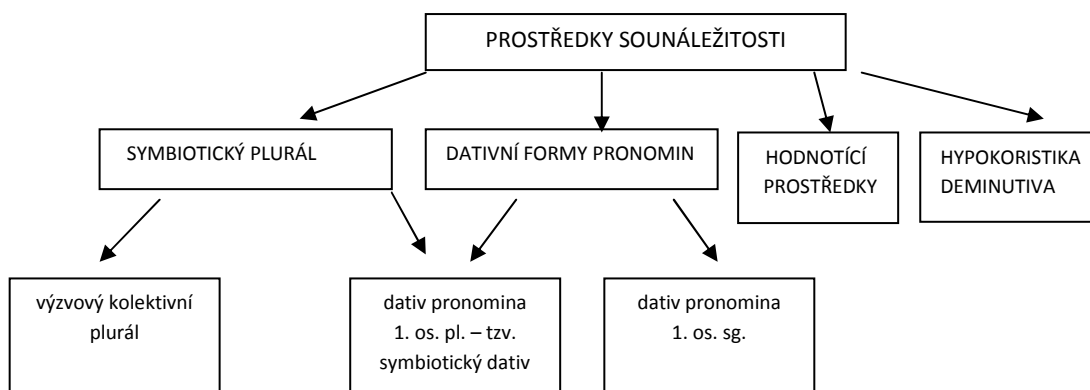 PROSTŘEDKY SOUNÁLEŽITOSTI
SYMBIOTICKÝ PLURÁL
DATIVNÍ FORMY PRONOMIN
HODNOTÍCÍ
PROSTŘEDKY
HYPOKORISTIKA
DEMINUTIVA
výzvový kolektivní
plurál
dativ pronomina
1. os. pl. – tzv.
symbiotický dativ
dativ pronomina
1. os. sg.